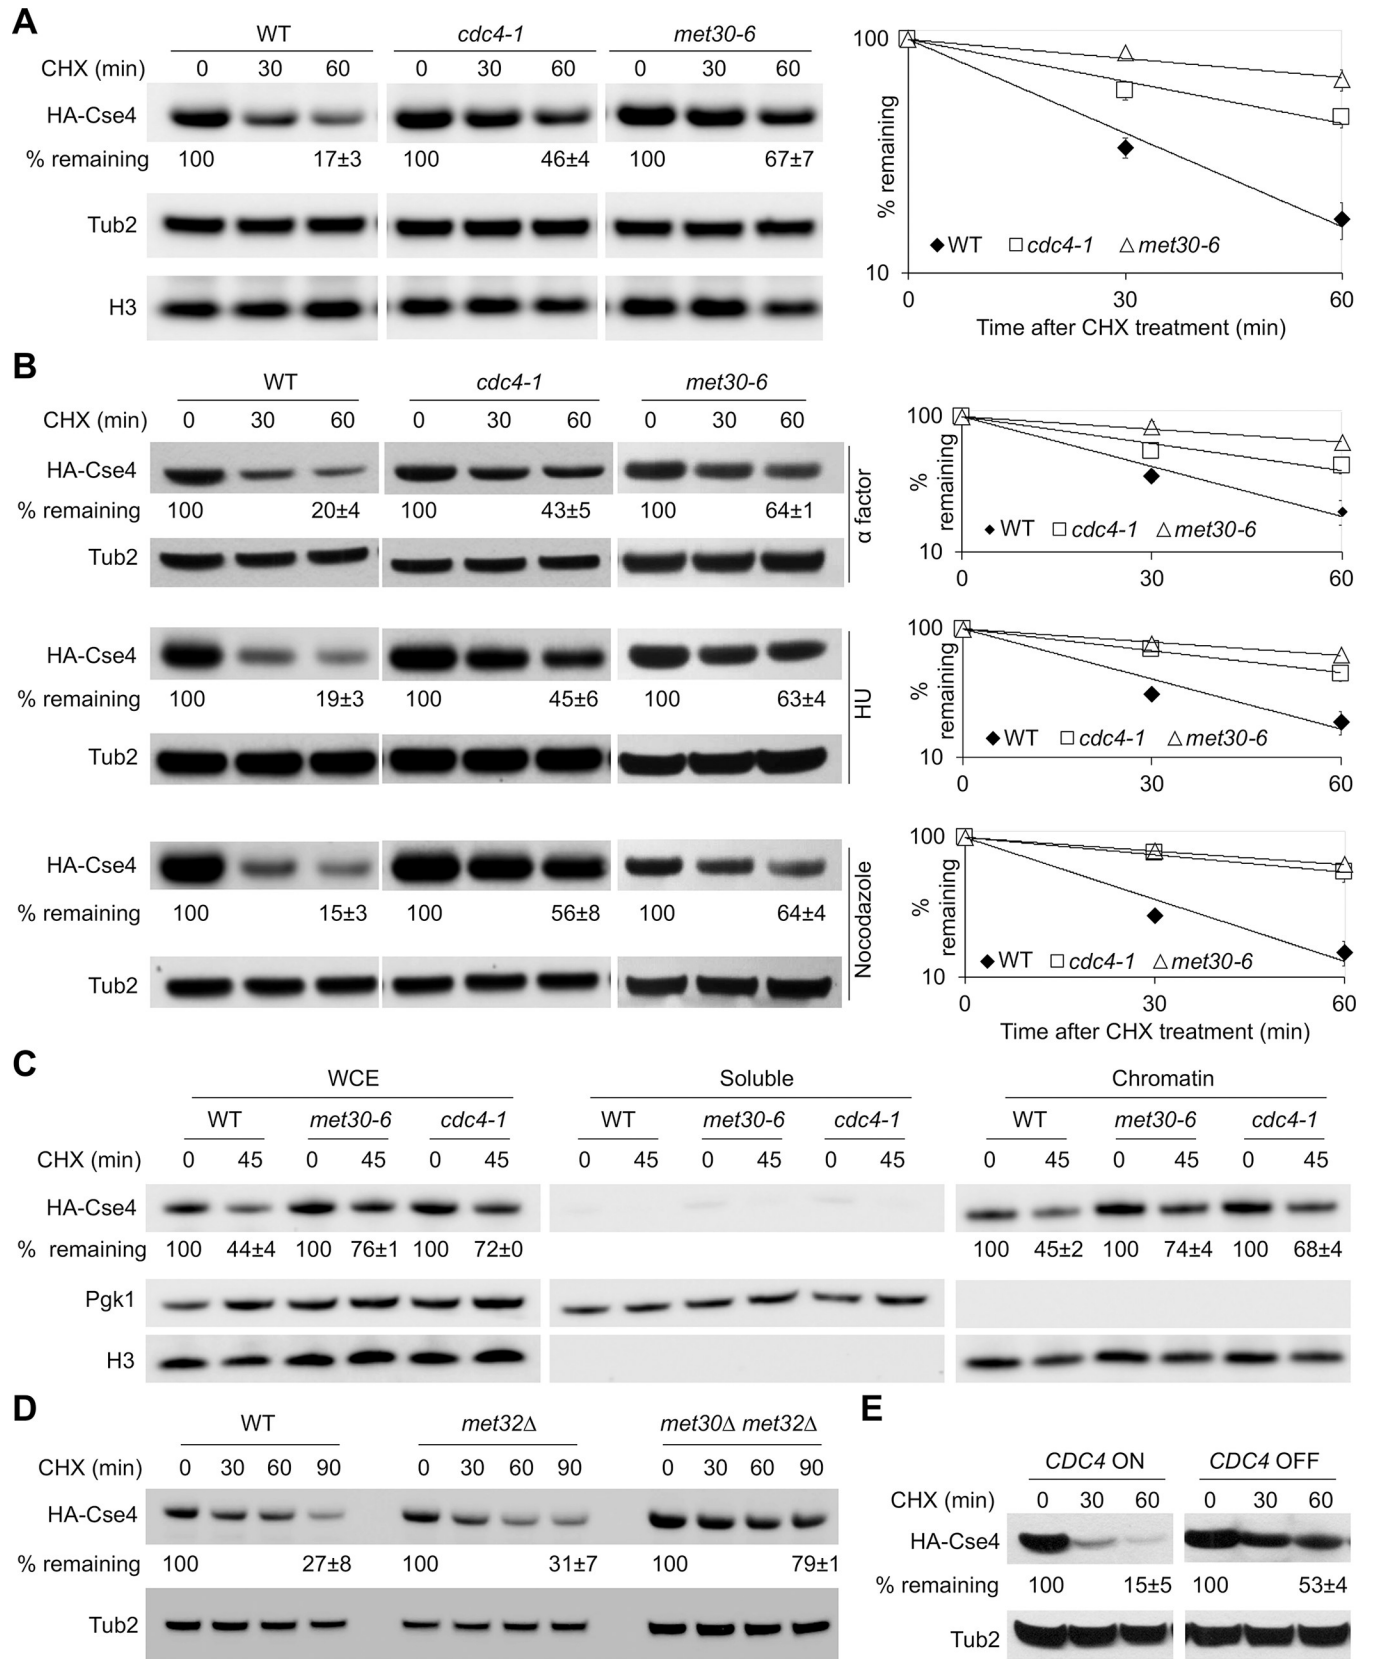 A
WT cdc4-1 met30-6
CHX (min) 0 30 60 0 30 60 0 30 60
HA-Cse4
% remaining 100 17±3 100 46±4 100 67±7
Tub2
H3
100
% remaining
10
WT cdc4-1 met30-6
0 30 60
Time after CHX treatment (min)
B
WT cdc4-1 met30-6
CHX (min) 0 30 60 0 30 60 0 30 60
HA-Cse4
% remaining 100 20±4 100 43±5 100 64±1
Tub2
α factor
100
% remaining
10
WT cdc4-1 met30-6
0 30 60
HA-Cse4
% remaining 100 19±3 100 45±6 100 63±4
Tub2
HU
100
% remaining
10
WT cdc4-1 met30-6
0 30 60
HA-Cse4
% remaining 100 15±3 100 56±8 100 64±4
Tub2
Nocodazole
100
% remaining
10
WT cdc4-1 met30-6
0 30 60
Time after CHX treatment (min)
C
WCE Soluble Chromatin
WT met30-6 cdc4-1 WT met30-6 cdc4-1 WT met30-6 cdc4-1
CHX (min) 0 45 0 45 0 45 0 45 0 45 0 45 0 45 0 45 0 45
HA-Cse4
% remaining 100 44±4 100 76±1 100 72±0 100 45±2 100 74±4 100 68±4
Pgk1
H3
D
WT met32Δ met30Δ met32Δ
CHX (min) 0 30 60 90 0 30 60 90 0 30 60 90
HA-Cse4
% remaining 100 27±8 100 31±7 100 79±1
Tub2
E
CDC4 ON CDC4 OFF
CHX (min) 0 30 60 0 30 60
HA-Cse4
% remaining 100 15±5 100 53±4
Tub2